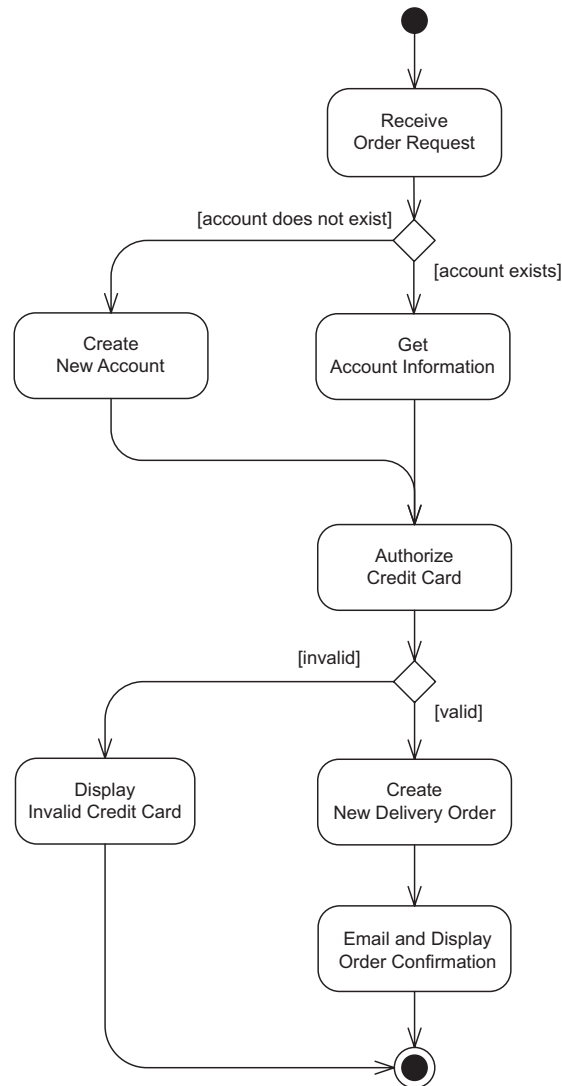 Receive
Order Request
[account does not exist]
[account exists]
Create
New Account
Get
Account Information
Authorize
Credit Card
[invalid]
[valid]
Display
Invalid Credit Card
Create
New Delivery Order
Email and Display
Order Confirmation